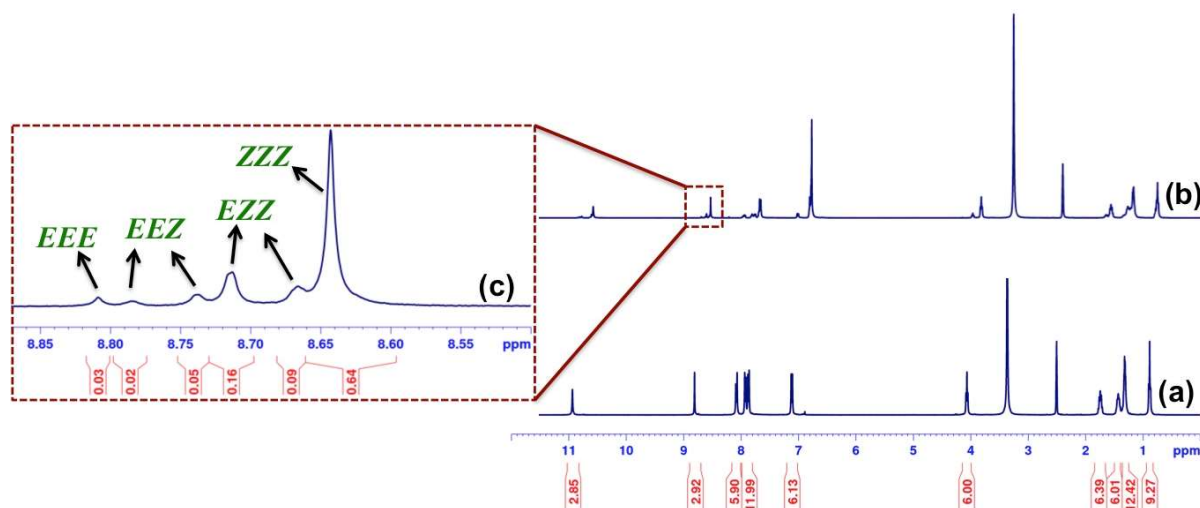 ZZZ
EZZ
EEZ
EEE
(c)
8.85 8.80 8.75 8.70 8.65 8.60 8.55 ppm
0.03 0.02 0.05 0.16 0.09 0.64
(b)
(a)
11 10 9 8 7 6 5 4 3 2 1 ppm
2.85 2.92 5.90 11.99 6.13 6.00 6.39 6.01 12.42 9.27